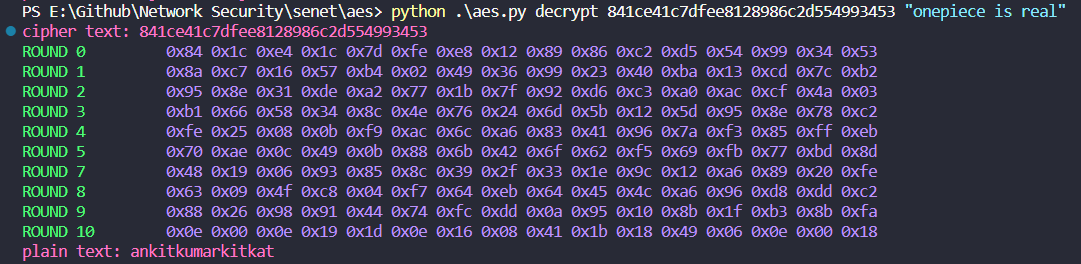 PS E:\Github\Network Security\senet\aes> python .\aes.py decrypt 841ce41c7dfee8128986c2d554993453 "onepiece is real"
cipher text: 841ce41c7dfee8128986c2d554993453
ROUND 0 0x84 0x1c 0xe4 0x1c 0x7d 0xfe 0xe8 0x12 0x89 0x86 0xc2 0xd5 0x54 0x99 0x34 0x53
ROUND 1 0x8a 0xc7 0x16 0x57 0xb4 0x02 0x49 0x36 0x99 0x23 0x40 0xba 0x13 0xcd 0x7c 0xb2
ROUND 2 0x95 0x8e 0x31 0xde 0xa2 0x77 0x1b 0x7f 0x92 0xd6 0xc3 0xa0 0xac 0xcf 0x4a 0x03
ROUND 3 0xb1 0x66 0x58 0x34 0x8c 0x4e 0x76 0x24 0x6d 0x5b 0x12 0x5d 0x95 0x8e 0x78 0xc2
ROUND 4 0xfe 0x25 0x08 0x0b 0xf9 0xac 0x6c 0xa6 0x83 0x41 0x96 0x7a 0xf3 0x85 0xff 0xeb
ROUND 5 0x70 0xae 0x0c 0x49 0x0b 0x88 0x6b 0x42 0x6f 0x62 0xf5 0x69 0xfb 0x77 0xbd 0x8d
ROUND 7 0x48 0x19 0x06 0x93 0x85 0x8c 0x39 0x2f 0x33 0x1e 0x9c 0x12 0xa6 0x89 0x20 0xfe
ROUND 8 0x63 0x09 0x4f 0xc8 0x04 0xf7 0x64 0xeb 0x64 0x45 0x4c 0xa6 0x96 0xd8 0xdd 0xc2
ROUND 9 0x88 0x26 0x98 0x91 0x44 0x74 0xfc 0xdd 0x0a 0x95 0x10 0x8b 0x1f 0xb3 0x8b 0xfa
ROUND 10 0x0e 0x00 0x0e 0x19 0x1d 0x0e 0x16 0x08 0x41 0x1b 0x18 0x49 0x06 0x0e 0x00 0x18
plain text: ankitkumarkitkat